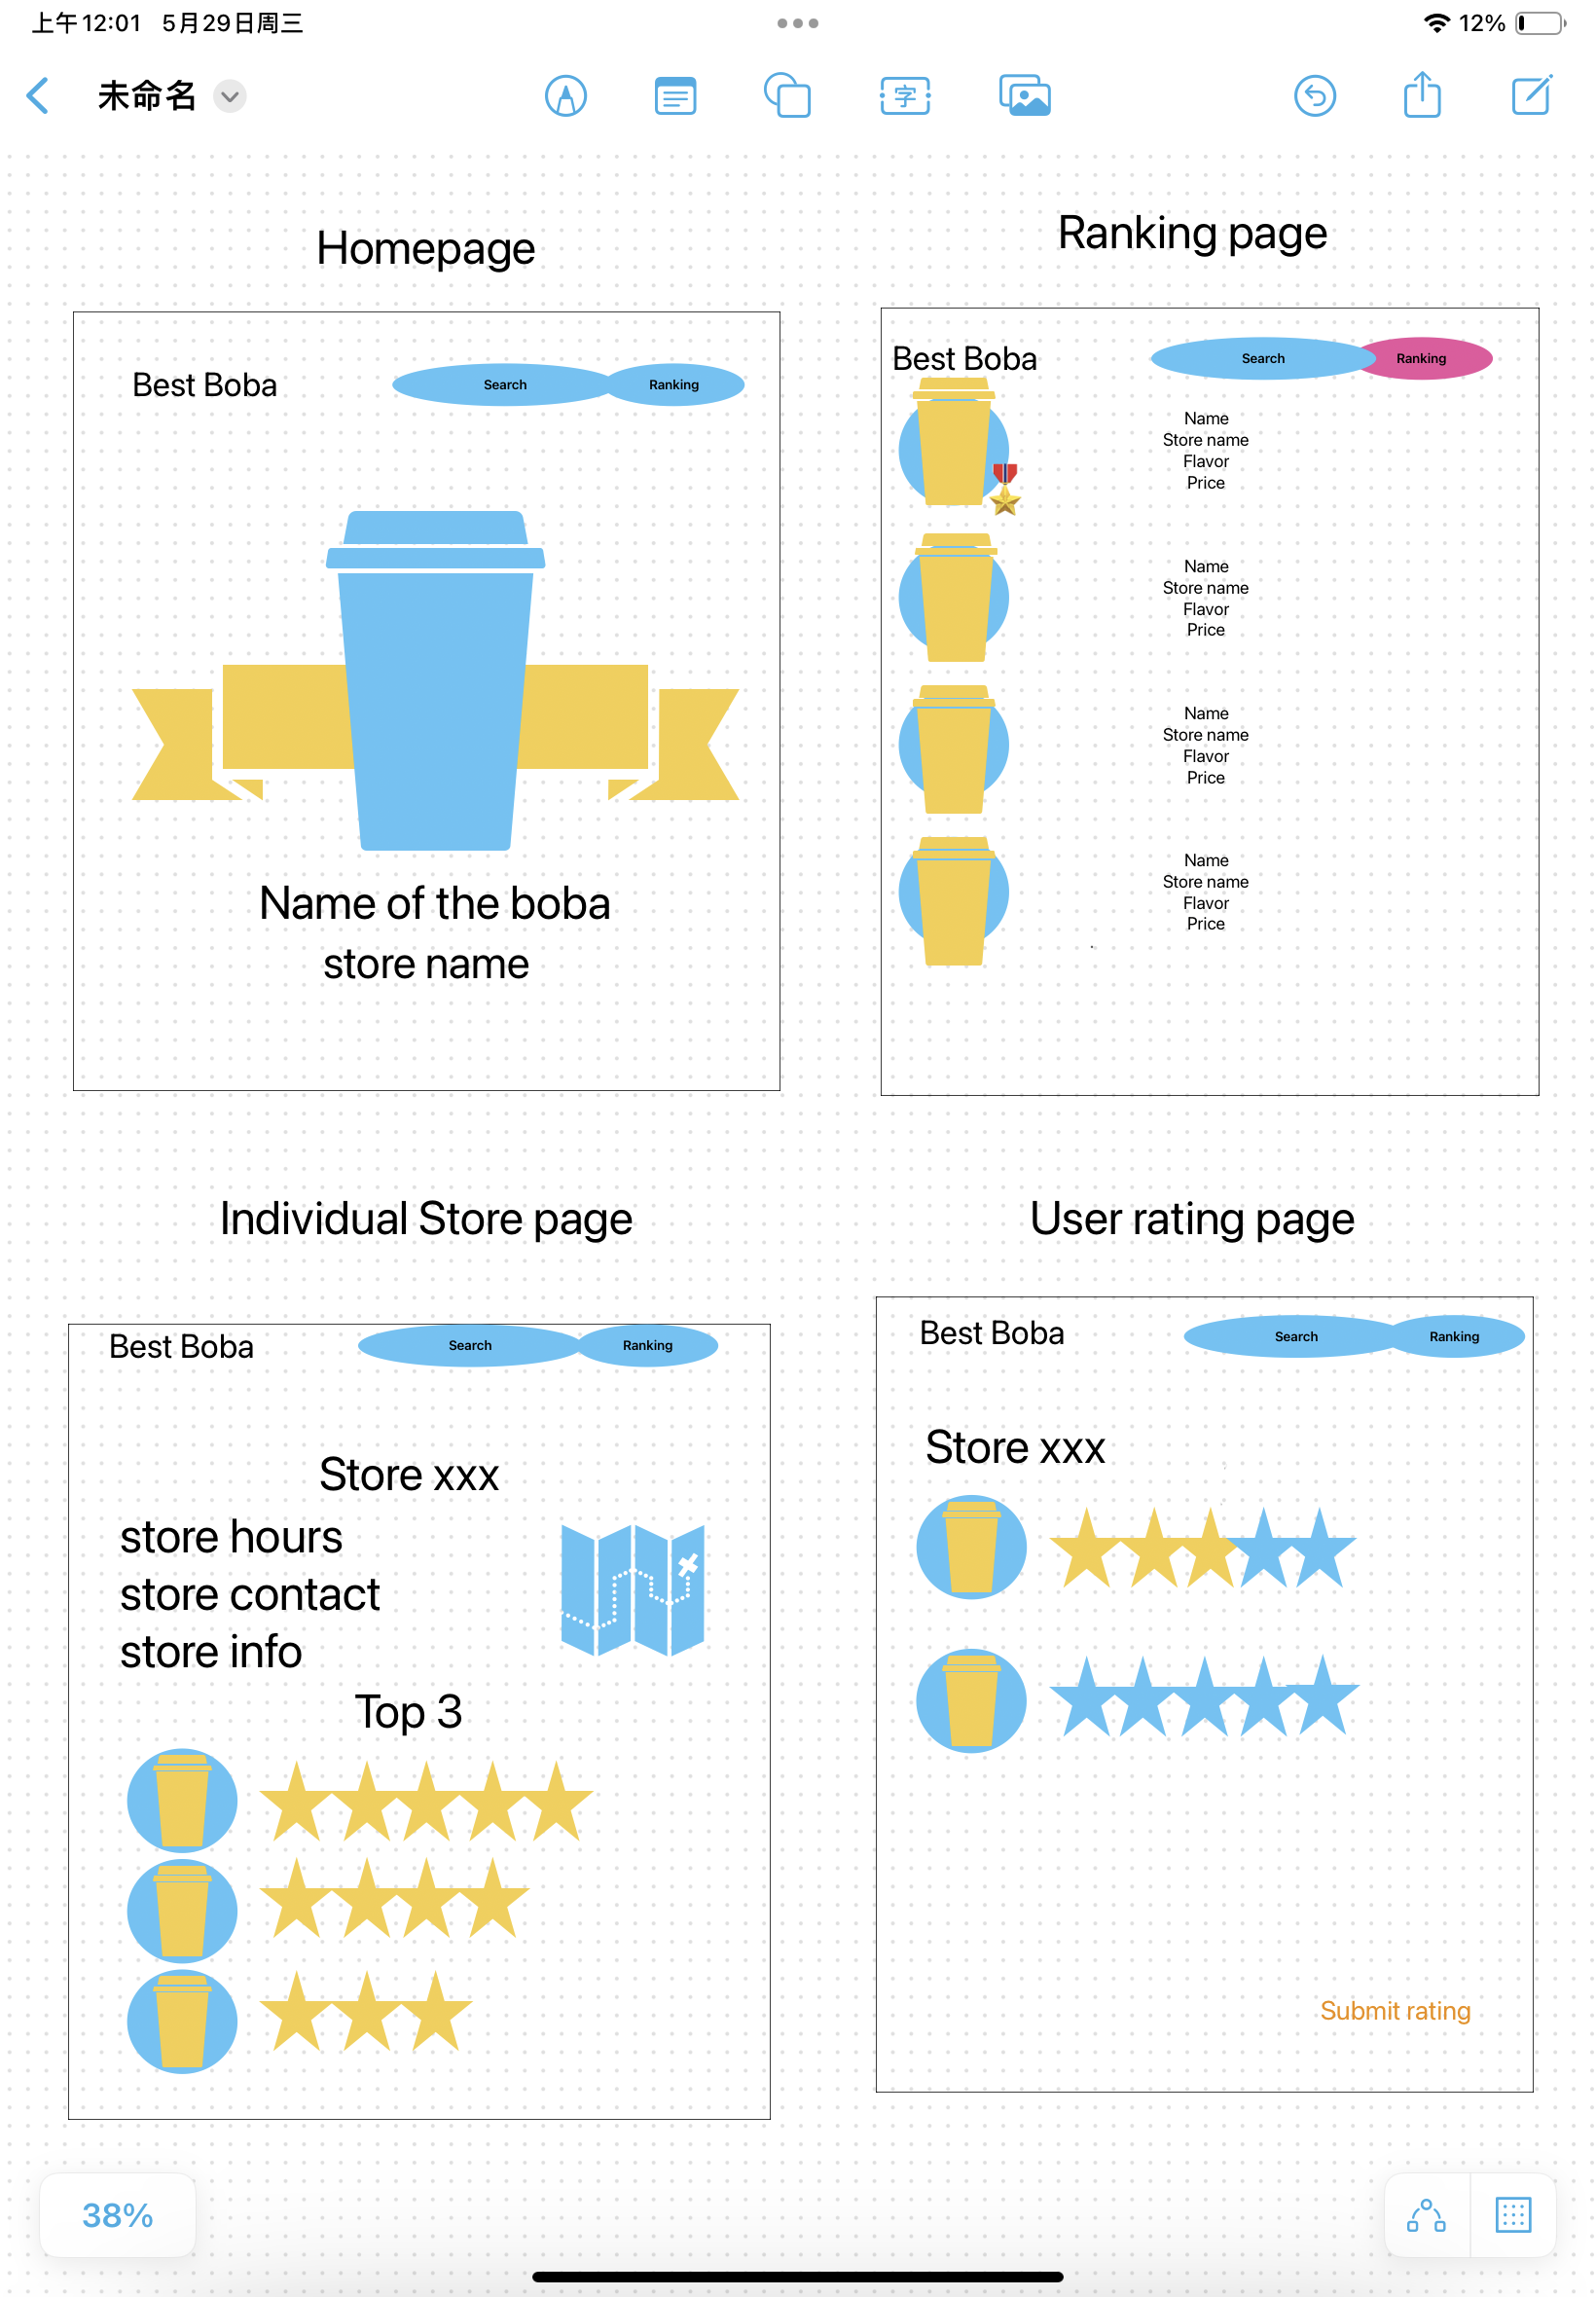 上午12:01 5月29日周三
12%
未命名
字
Homepage
Best Boba
Search
Ranking
Name of the boba
store name
Ranking page
Best Boba
Search
Ranking
Name
Store name
Flavor
Price
Name
Store name
Flavor
Price
Name
Store name
Flavor
Price
Name
Store name
Flavor
Price
Individual Store page
Best Boba
Search
Ranking
Store xxx
store hours
store contact
store info
Top 3
User rating page
Best Boba
Search
Ranking
Store xxx
Submit rating
38%